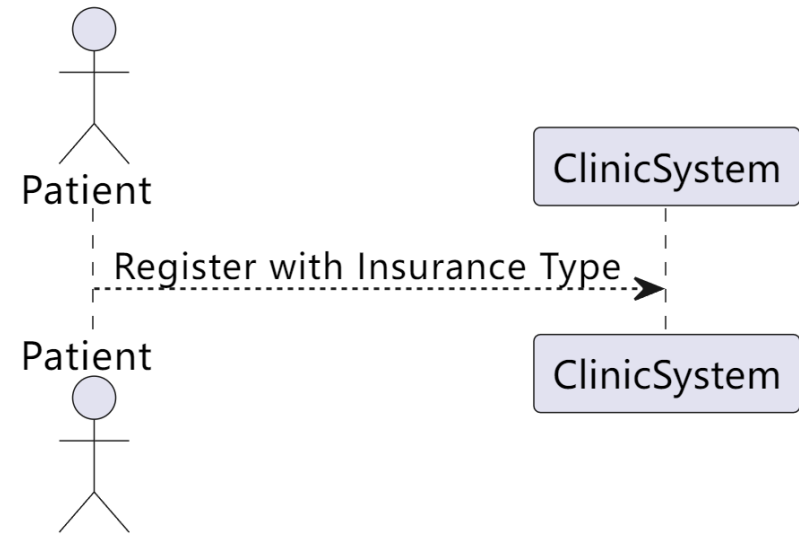 Patient
ClinicSystem
Register with Insurance Type
Patient
ClinicSystem